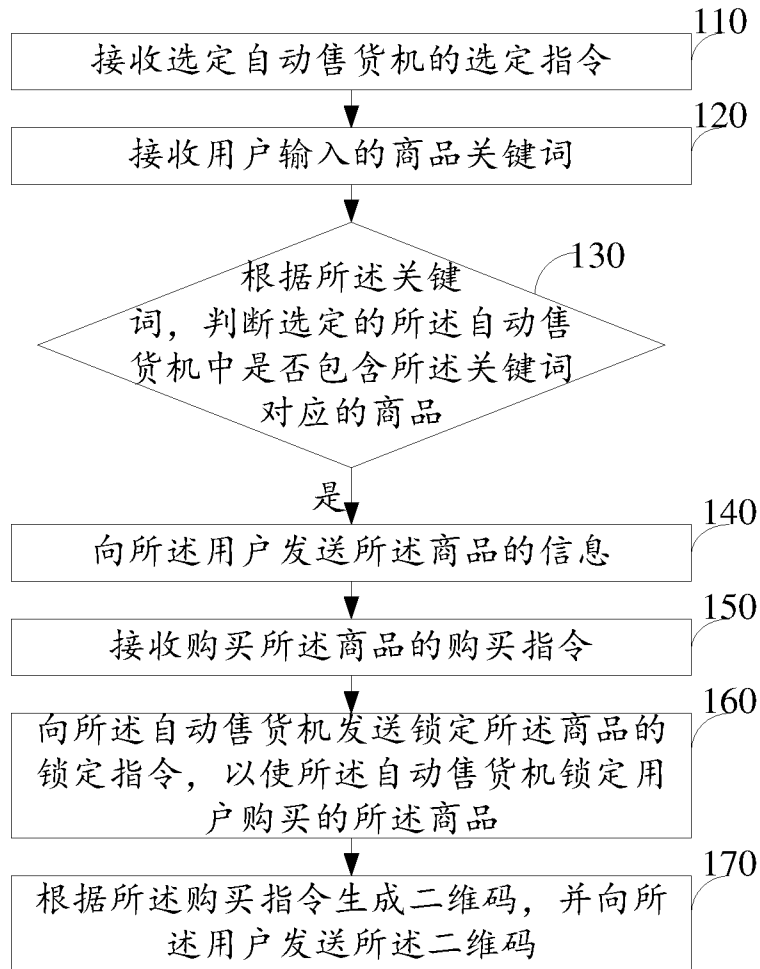 110
接收选定自动售货机的选定指令
120
接收用户输入的商品关键词
130
根据所述关键
词，判断选定的所述自动售
货机中是否包含所述关键词
对应的商品
是
140
向所述用户发送所述商品的信息
150
接收购买所述商品的购买指令
160
向所述自动售货机发送锁定所述商品的
锁定指令，以使所述自动售货机锁定用
户购买的所述商品
170
根据所述购买指令生成二维码，并向所
述用户发送所述二维码